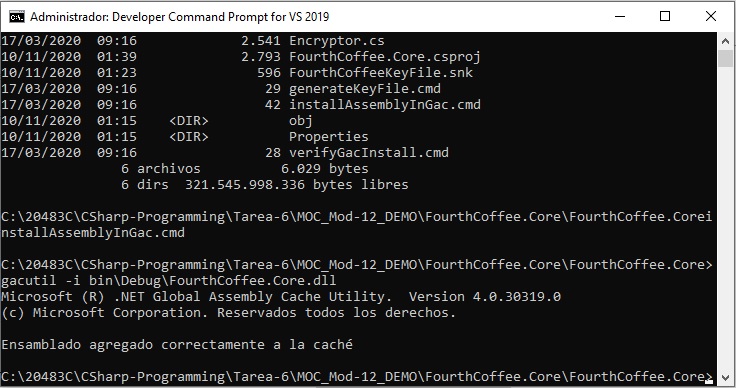 Administrador: Developer Command Prompt for VS 2019
17/03/2020  09:16             2.541 Encryptor.cs
10/11/2020  01:39             2.793 FourthCoffee.Core.csproj
10/11/2020  01:23               596 FourthCoffeeKeyFile.snk
17/03/2020  09:16                29 generateKeyFile.cmd
17/03/2020  09:16                42 installAssemblyInGac.cmd
10/11/2020  01:15    <DIR>          obj
10/11/2020  01:15    <DIR>          Properties
17/03/2020  09:16                28 verifyGacInstall.cmd
               6 archivos          6.029 bytes
               6 dirs  321.545.998.336 bytes libres
C:\20483C\CSharp-Programming\Tarea-6\MOC_Mod-12_DEMO\FourthCoffee.Core\FourthCoffee.Corei
nstallAssemblyInGac.cmd
C:\20483C\CSharp-Programming\Tarea-6\MOC_Mod-12_DEMO\FourthCoffee.Core\FourthCoffee.Core>
gacutil -i bin\Debug\FourthCoffee.Core.dll
Microsoft (R) .NET Global Assembly Cache Utility.  Version 4.0.30319.0
(c) Microsoft Corporation. Reservados todos los derechos.
Ensamblado agregado correctamente a la caché
C:\20483C\CSharp-Programming\Tarea-6\MOC_Mod-12_DEMO\FourthCoffee.Core\FourthCoffee.Core>